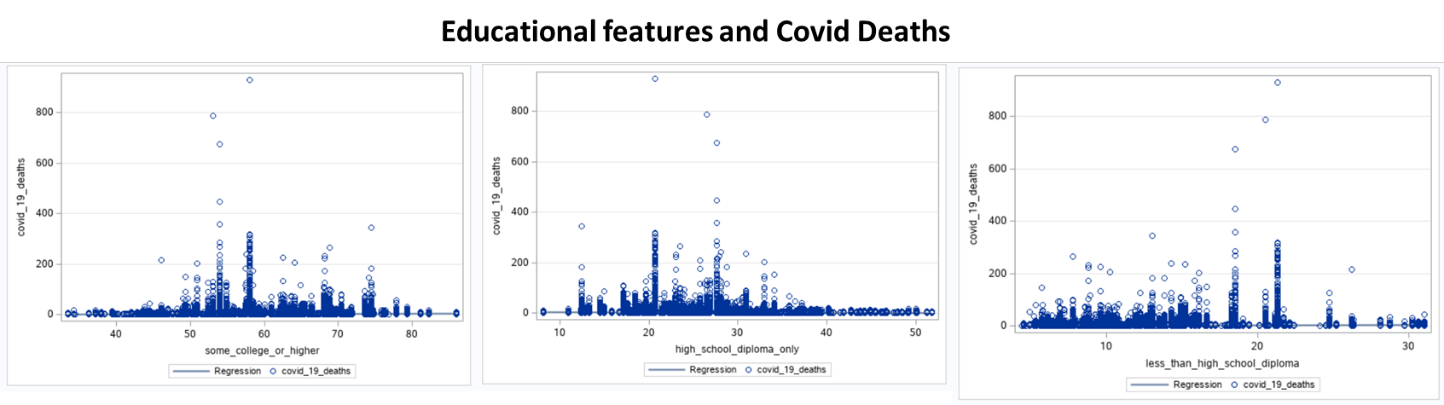 Educational features and Covid Deaths
covid_19_deaths
800
600
400
200
0
40 50 60 70 80
some_college_or_higher
Regression covid_19_deaths
covid_19_deaths
800
600
400
200
0
10 20 30 40 50
high_school_diploma_only
Regression covid_19_deaths
covid_19_deaths
800
600
400
200
0
10 20 30
less_than_high_school_diploma
Regression covid_19_deaths